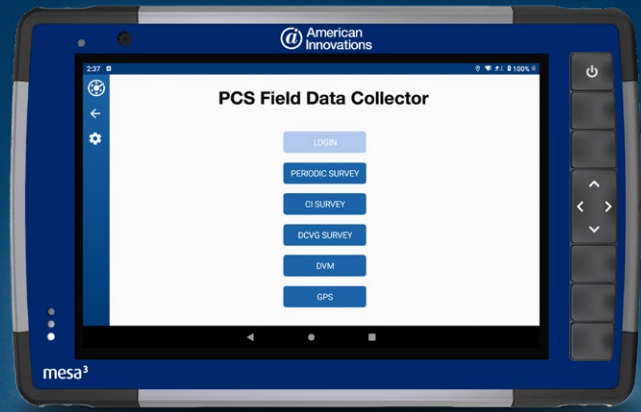 American
Innovations
2:37
100%
PCS Field Data Collector
LOGIN
PERIODIC SURVEY
CI SURVEY
DCVG SURVEY
DVM
GPS
mesa³